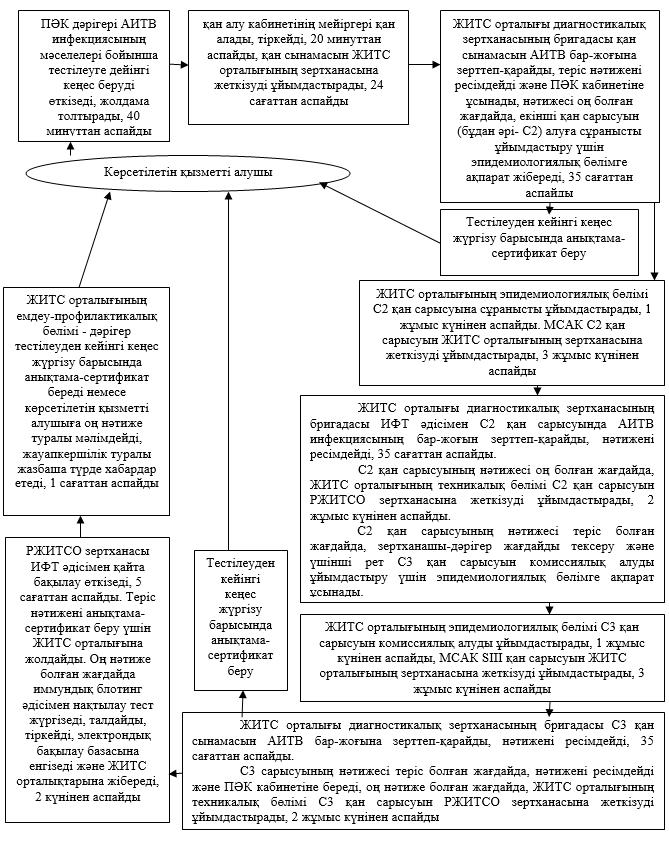 ПӘК дәрігері АИТВ
инфекциясының
мәселелері бойынша
тестілеуге дейінгі
кеңес беруді
өткізеді, жолдама
толтырады, 40
минуттан аспайды
қан алу кабинетінің мейіргері қан
алады, тіркейді, 20 минуттан
аспайды, қан сынамасын ЖИТС
орталығының зертханасына
жеткізуді ұйымдастырады, 24
сағаттан аспайды
ЖИТС орталығы диагностикалық
зертханасының бригадасы қан
сынамасын АИТВ бар-жоғына
зерттеп-қарайды, теріс нәтижені
ресімдейді және ПӘК кабинетіне
ұсынады, нәтижесі оң болған
жағдайда, екінші қан сарысуын
(бұдан әрі- С2) алуға сұранысты
ұйымдастыру үшін
эпидемиологиялық бөлімге
ақпарат жібереді, 35 сағаттан
аспайды
Көрсетілетін қызметті алушы
Тестілеуден кейінгі кеңес
жүргізу барысында анықтама-
сертификат беру
ЖИТС орталығының эпидемиологиялық бөлімі
С2 қан сарысуына сұранысты ұйымдастырады, 1
жұмыс күнінен аспайды. МСАК С2 қан
сарысуын ЖИТС орталығының зертханасына
жеткізуді ұйымдастырады, 3 жұмыс күнінен
аспайды
ЖИТС орталығының
емдеу-профилактикалық
бөлімі - дәрігер
тестілеуден кейінгі кеңес
жүргізу барысында
анықтама-сертификат
береді немесе
көрсетілетін қызметті
алушыға оң нәтиже
туралы мәлімдейді,
жауапкершілік туралы
жазбаша түрде хабардар
етеді, 1 сағаттан аспайды
ЖИТС орталығы диагностикалық зертханасының
бригадасы ИФТ әдісімен С2 қан сарысуында АИТВ
инфекциясының бар-жоғын зерттеп-қарайды, нәтижені
ресімдейді, 35 сағаттан аспайды.
С2 қан сарысуының нәтижесі оң болған жағдайда,
ЖИТС орталығының техникалық бөлімі С2 қан сарысуын
РЖИТСО зертханасына жеткізуді ұйымдастырады, 2
жұмыс күнінен аспайды.
С2 қан сарысуының нәтижесі теріс болған
жағдайда, зертханашы-дәрігер жағдайды тексеру және
үшінші рет С3 қан сарысуын комиссиялық алуды
ұйымдастыру үшін эпидемиологиялық бөлімге ақпарат
ұсынады.
РЖИТСО зертханасы
ИФТ әдісімен қайта
бақылау өткізеді, 5
сағаттан аспайды. Теріс
нәтижені анықтама-
сертификат беру үшін
ЖИТС орталығына
жолдайды. Оң нәтиже
болған жағдайда
иммундық блотинг
әдісімен нақтылау тест
жүргізеді, талдайды,
тіркейді, электрондық
бақылау базасына
енгізеді және ЖИТС
орталықтарына жібереді,
2 күнінен аспайды
Тестілеуден
кейінгі
кеңес
жүргізу
барысында
анықтама-
сертификат
беру
ЖИТС орталығының эпидемиологиялық бөлімі С3 қан
сарысуын комиссиялық алуды ұйымдастырады, 1 жұмыс
күнінен аспайды, МСАК SIII қан сарысуын ЖИТС
орталығының зертханасына жеткізуді ұйымдастырады, 3
жұмыс күнінен аспайды
ЖИТС орталығы диагностикалық зертханасының бригадасы С3 қан
сынамасын АИТВ бар-жоғына зерттеп-қарайды, нәтижені ресімдейді, 35
сағаттан аспайды.
С3 сарысуының нәтижесі теріс болған жағдайда, нәтижені ресімдейді
және ПӘК кабинетіне береді, оң нәтиже болған жағдайда, ЖИТС орталығының
техникалық бөлімі С3 қан сарысуын РЖИТСО зертханасына жеткізуді
ұйымдастырады, 2 жұмыс күнінен аспайды